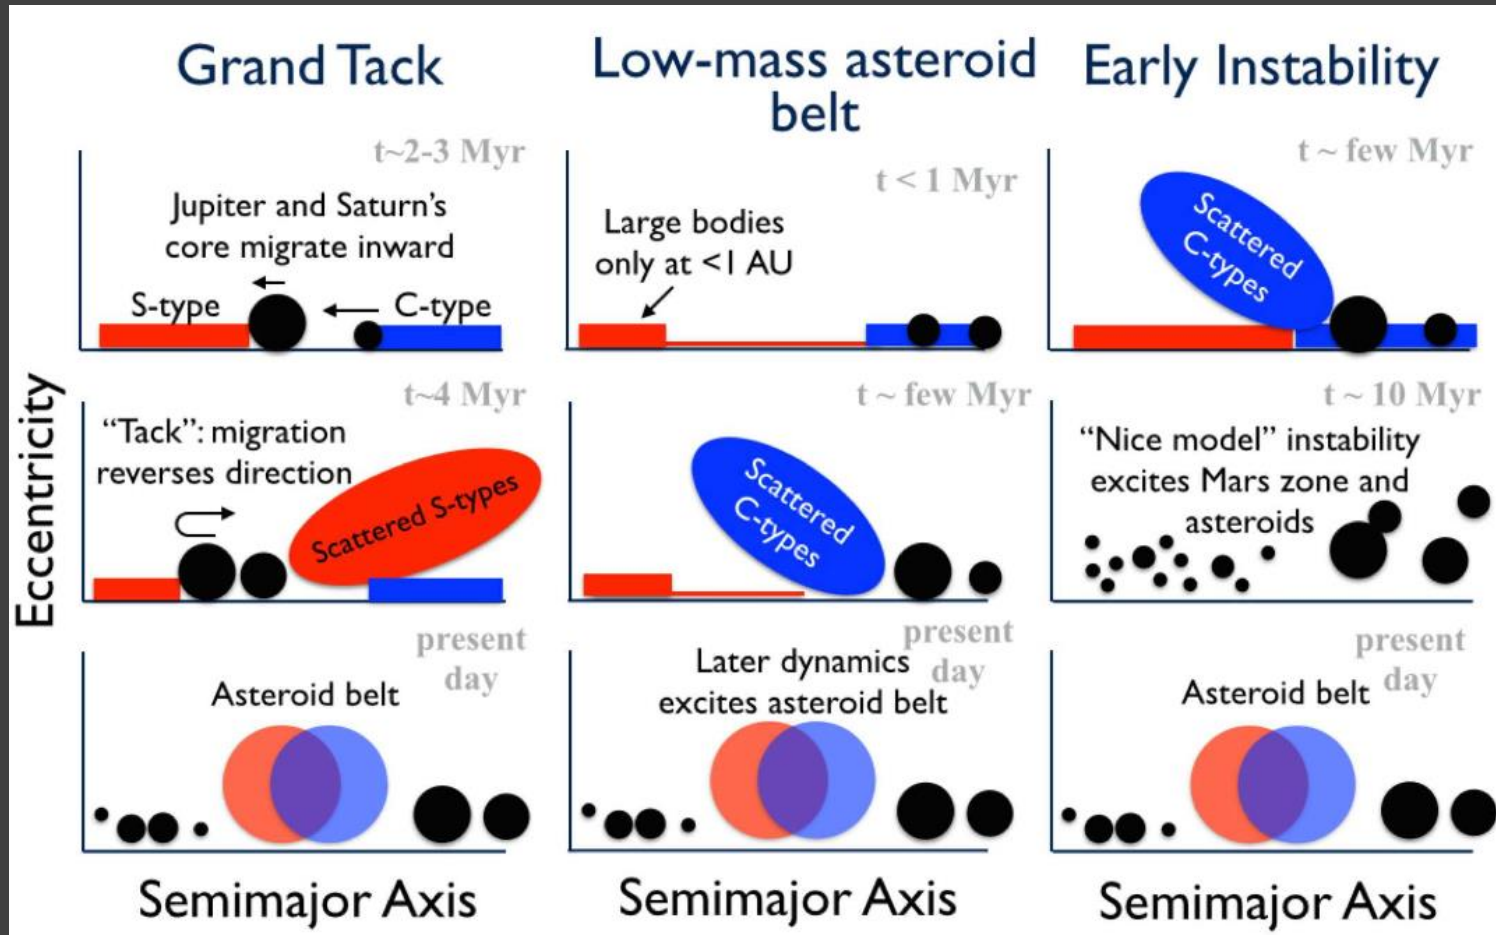 Grand Tack
Low-mass asteroid
belt
Early Instability
t~2-3 Myr
Jupiter and Saturn's
core migrate inward
S-type
C-type
t < 1 Myr
Large bodies
only at <1 AU
t ~ few Myr
Scattered
C-types
Eccentricity
t~4 Myr
"Tack": migration
reverses direction
Scattered S-types
t ~ few Myr
Scattered
C-types
t ~ 10 Myr
"Nice model" instability
excites Mars zone and
asteroids
present
day
Asteroid belt
present
day
Later dynamics
excites asteroid belt
present
day
Asteroid belt
Semimajor Axis
Semimajor Axis
Semimajor Axis